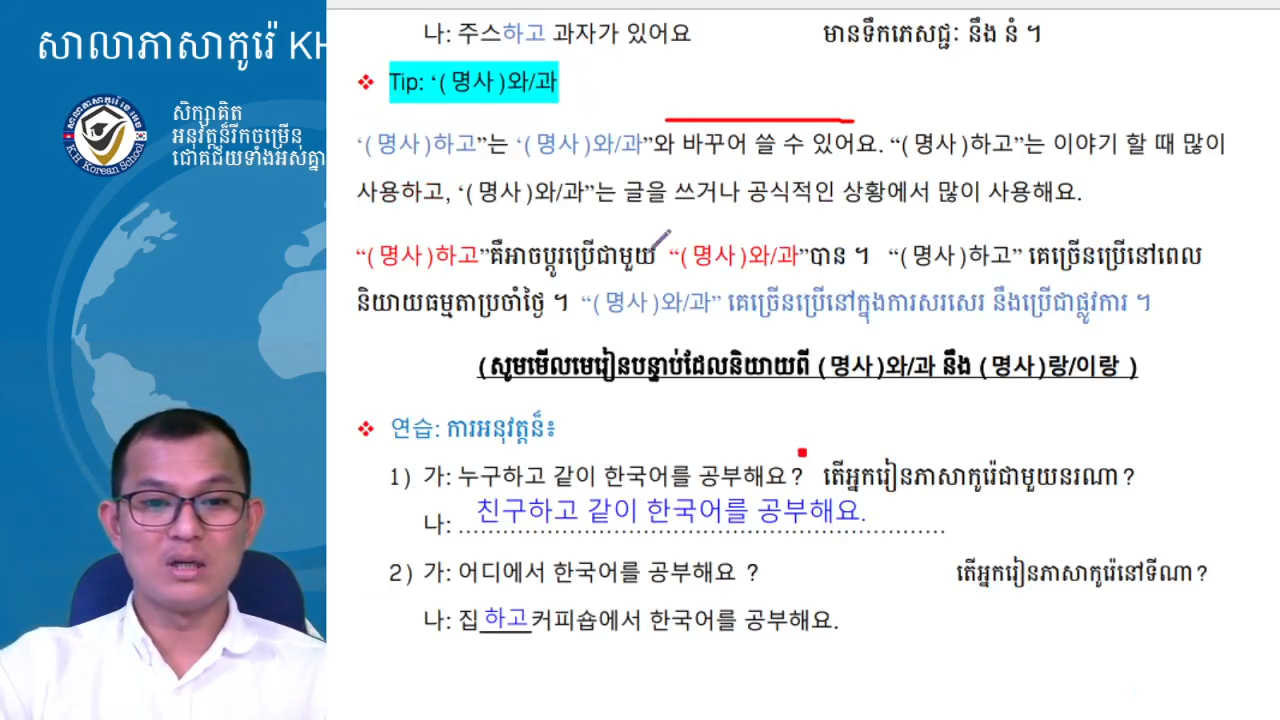 សាលាភាសាកូរ៉េ KH
សិក្សាគិត
អនុវត្តន៏រីកចម្រើន
ជោគជ័យទាំងអស់គ្នា
KH Korean School
나: 주스하고 과자가 있어요 មានទឹកភេសជ្ជៈ នឹង នំ ។
❖ Tip: ‘(명사)와/과
‘(명사)하고”는 ‘(명사)와/과”와 바꾸어 쓸 수 있어요. “(명사)하고”는 이야기 할 때 많이
사용하고, ‘(명사)와/과”는 글을 쓰거나 공식적인 상황에서 많이 사용해요.
“(명사)하고”គឺអាចប្តូរប្រើជាមួយ “(명사)와/과”បាន ។ “(명사)하고” គេច្រើនប្រើនៅពេល
និយាយធម្មតាប្រចាំថ្ងៃ ។ “(명사)와/과” គេច្រើនប្រើនៅក្នុងការសរសេរ នឹងប្រើជាផ្លូវការ ។
(សូមមើលមេរៀនបន្ទាប់ដែលនិយាយពី (명사)와/과 នឹង (명사)랑/이랑 )
❖ 연습: ការអនុវត្តន៏៖
1) 가: 누구하고 같이 한국어를 공부해요? តើអ្នករៀនភាសាកូរ៉េជាមួយនរណា?
나: 친구하고 같이 한국어를 공부해요.
2) 가: 어디에서 한국어를 공부해요 ? តើអ្នករៀនភាសាកូរ៉េនៅទីណា?
나: 집 하고 커피숍에서 한국어를 공부해요.